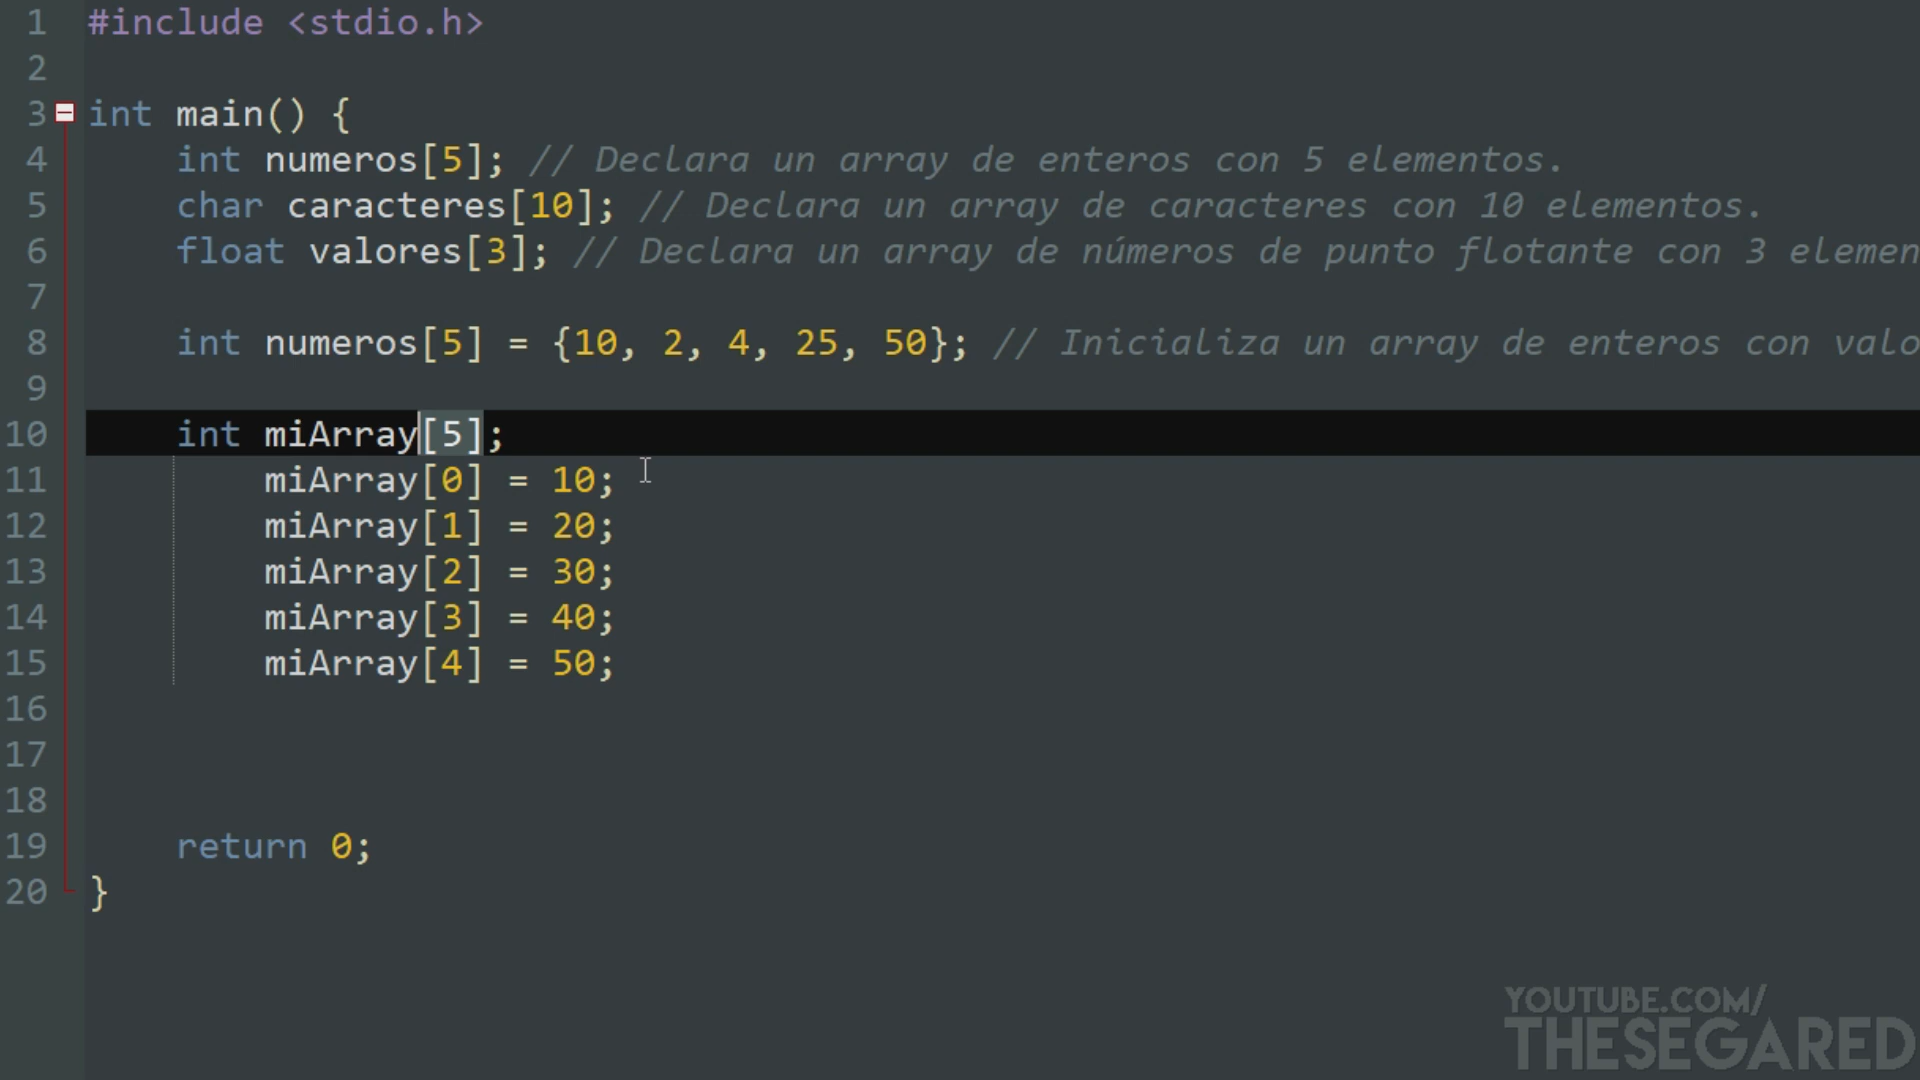 1 #include <stdio.h>
2
3 int main() {
4 int numeros[5]; // Declara un array de enteros con 5 elementos.
5 char caracteres[10]; // Declara un array de caracteres con 10 elementos.
6 float valores[3]; // Declara un array de números de punto flotante con 3 elemen
7
8 int numeros[5] = {10, 2, 4, 25, 50}; // Inicializa un array de enteros con valo
9
10 int miArray[5];
11 miArray[0] = 10;
12 miArray[1] = 20;
13 miArray[2] = 30;
14 miArray[3] = 40;
15 miArray[4] = 50;
16
17
18
19 return 0;
20 }
YOUTUBE.COM/
THESEGARED